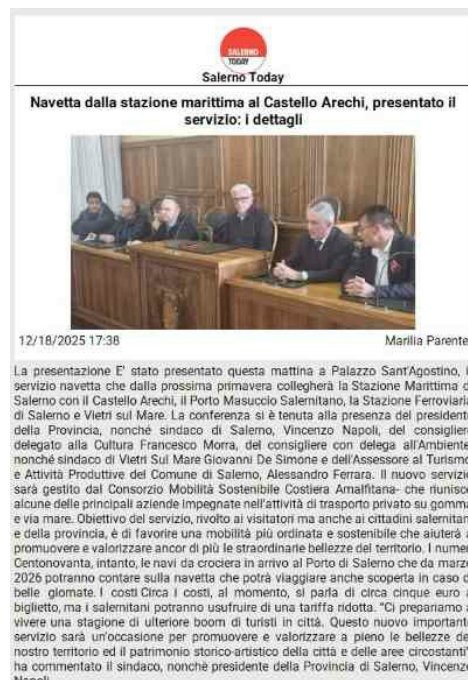 SALERNO
TODAY
Salerno Today
Navetta dalla stazione marittima al Castello Arechi, presentato il
servizio: i dettagli
12/18/2025 17:38
Marilia Parente
La presentazione E' stato presentato questa mattina a Palazzo Sant'Agostino, i
servizio navetta che dalla prossima primavera collegherà la Stazione Marittima d
Salerno con il Castello Arechi, il Porto Masuccio Salernitano, la Stazione Ferroviaria
di Salerno e Vietri sul Mare. La conferenza si è tenuta alla presenza del president
della Provincia, nonché sindaco di Salerno, Vincenzo Napoli, del consiglier
delegato alla Cultura Francesco Morra, del consigliere con delega all'Ambiente
nonché sindaco di Vietri Sul Mare Giovanni De Simone e dell'Assessore al Turismo
e Attività Produttive del Comune di Salerno, Alessandro Ferrara. Il nuovo servizio
sarà gestito dal Consorzio Mobilità Sostenibile Costiera Amalfitana- che riunisc
alcune delle principali aziende impegnate nell'attività di trasporto privato su gomma
e via mare. Obiettivo del servizio, rivolto ai visitatori ma anche ai cittadini salernitan
e della provincia, è di favorire una mobilità più ordinata e sostenibile che aiuterà a
promuovere e valorizzare ancor di più le straordinarie bellezze del territorio. I numer
Centonovanta, intanto, le navi da crociera in arrivo al Porto di Salerno che da marzo
2026 potranno contare sulla navetta che potrà viaggiare anche scoperta in caso d
belle giornate. I costi Circa i costi, al momento, si parla di circa cinque euro a
biglietto, ma i salernitani potranno usufruire di una tariffa ridotta. "Ci prepariamo a
vivere una stagione di ulteriore boom di turisti in città. Questo nuovo important
servizio sarà un'occasione per promuovere e valorizzare a pieno le bellezze de
nostro territorio ed il patrimonio storico-artistico della città e delle aree circostanti"
ha commentato il sindaco, nonché presidente della Provincia di Salerno, Vincenzo
Napoli